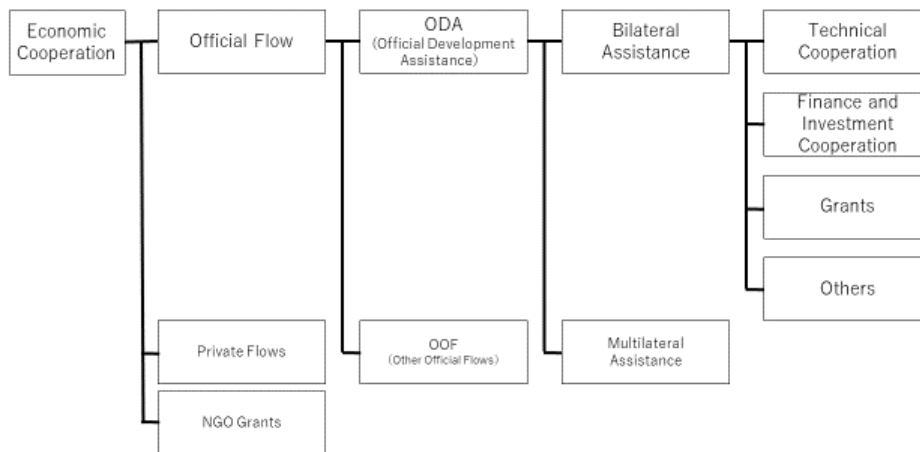 Economic
Cooperation
Official Flow
ODA
(Official Development
Assistance)
Bilateral
Assistance
Technical
Cooperation
Finance and
Investment
Cooperation
Grants
Others
Private Flows
OOF
(Other Official Flows)
Multilateral
Assistance
NGO Grants